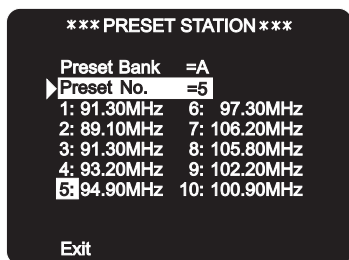 ***PRESET STATION***
Preset Bank =A
Preset No. =5
1: 91.30MHz 6: 97.30MHz
2: 89.10MHz 7: 106.20MHz
3: 91.30MHz 8: 105.80MHz
4: 93.20MHz 9: 102.20MHz
5: 94.90MHz 10: 100.90MHz
Exit